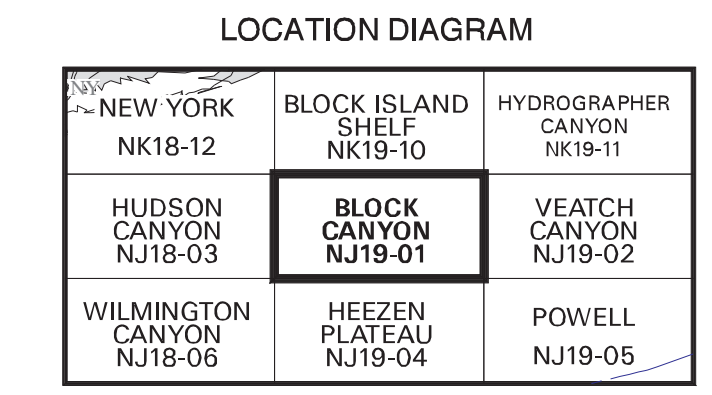 LOCATION DIAGRAM
NY
NEW YORK
NK18-12
BLOCK ISLAND
SHELF
NK19-10
HYDROGRAPHER
CANYON
NK19-11
HUDSON
CANYON
NJ18-03
BLOCK
CANYON
NJ19-01
VEATCH
CANYON
NJ19-02
WILMINGTON
CANYON
NJ18-06
HEEZEN
PLATEAU
NJ19-04
POWELL
NJ19-05